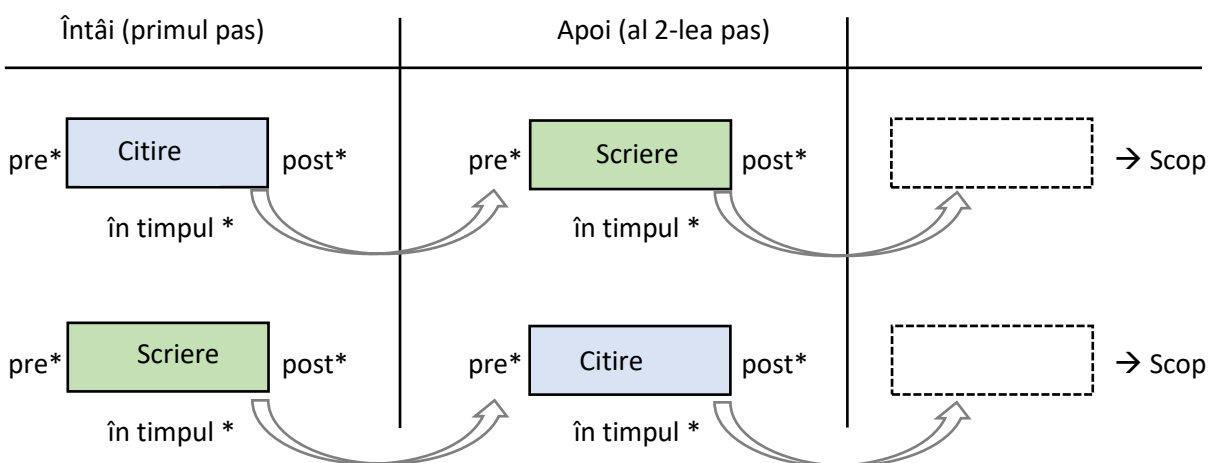 Întâi (primul pas) Apoi (al 2-lea pas)
pre* Citire post* pre* Scriere post* → Scop
în timpul * în timpul *
pre* Scriere post* pre* Citire post* → Scop
în timpul * în timpul *